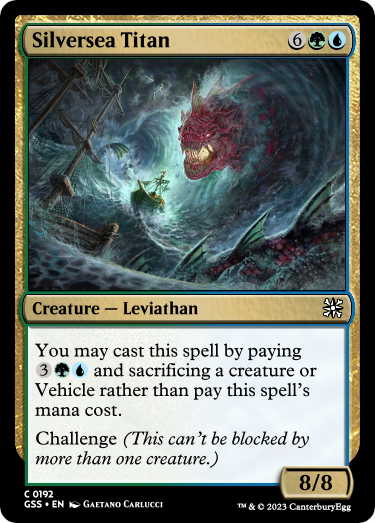 Silversea Titan 6
Creature — Leviathan
You may cast this spell by paying
3 and sacrificing a creature or
Vehicle rather than pay this spell's
mana cost.
Challenge (This can't be blocked by
more than one creature.)
8/8
C 0192
GSS • EN Gaetano Carlucci
™ & © 2023 CanterburyEgg